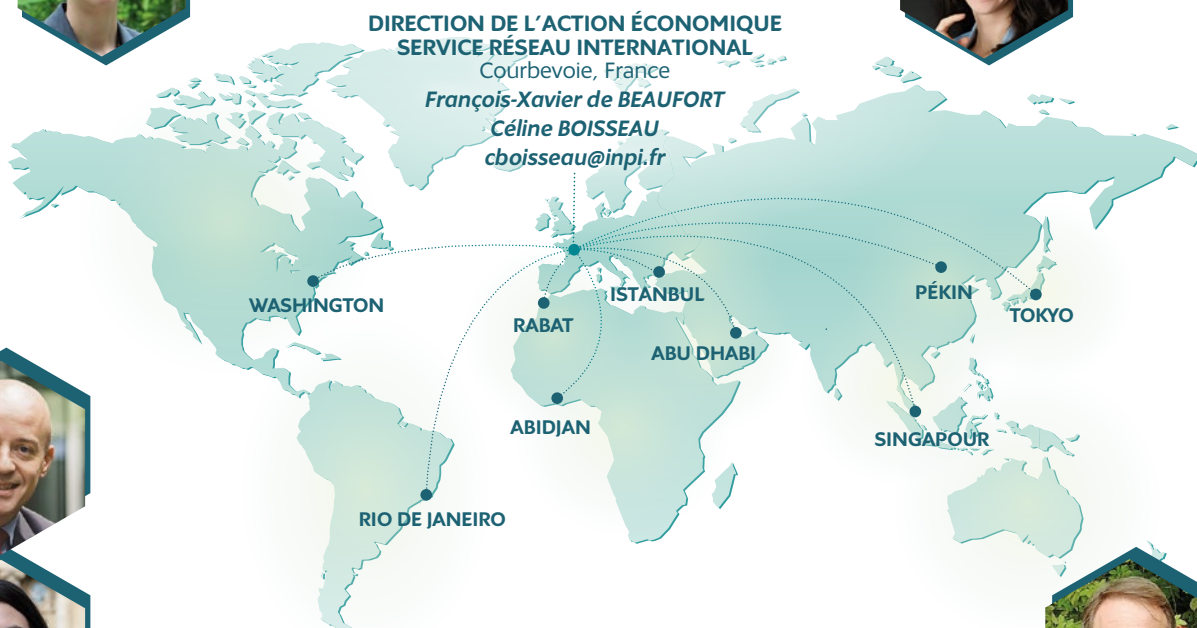 DIRECTION DE L'ACTION ÉCONOMIQUE
SERVICE RÉSEAU INTERNATIONAL
Courbevoie, France
François-Xavier de BEAUFORT
Céline BOISSEAU
cboisseau@inpi.fr
WASHINGTON
ISTANBUL
PÉKIN
TOKYO
RABAT
ABU DHABI
ABIDJAN
SINGAPOUR
RIO DE JANEIRO